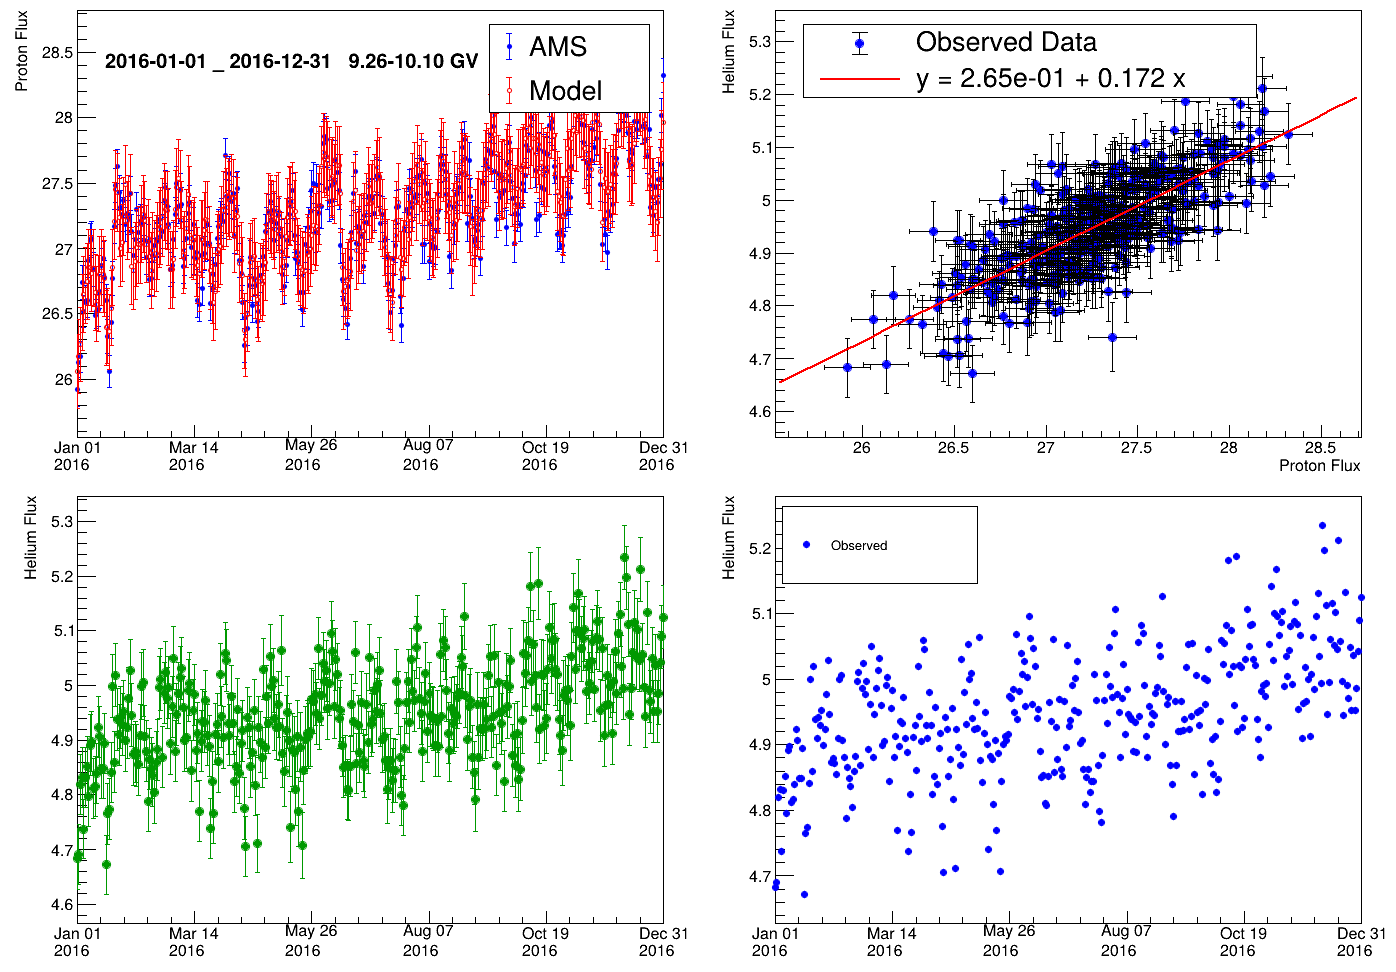 Proton Flux
28.5
28
27.5
27
26.5
26
2016-01-01 _ 2016-12-31 9.26-10.10 GV
AMS
Model
Jan 01 2016
Mar 14 2016
May 26 2016
Aug 07 2016
Oct 19 2016
Dec 31 2016
Helium Flux
5.3
5.2
5.1
5
4.9
4.8
4.7
4.6
Observed Data
y = 2.65e-01 + 0.172 x
26
26.5
27
27.5
28
28.5
Proton Flux
Helium Flux
5.3
5.2
5.1
5
4.9
4.8
4.7
4.6
Jan 01 2016
Mar 14 2016
May 26 2016
Aug 07 2016
Oct 19 2016
Dec 31 2016
Helium Flux
5.2
5.1
5
4.9
4.8
4.7
Observed
Jan 01 2016
Mar 14 2016
May 26 2016
Aug 07 2016
Oct 19 2016
Dec 31 2016